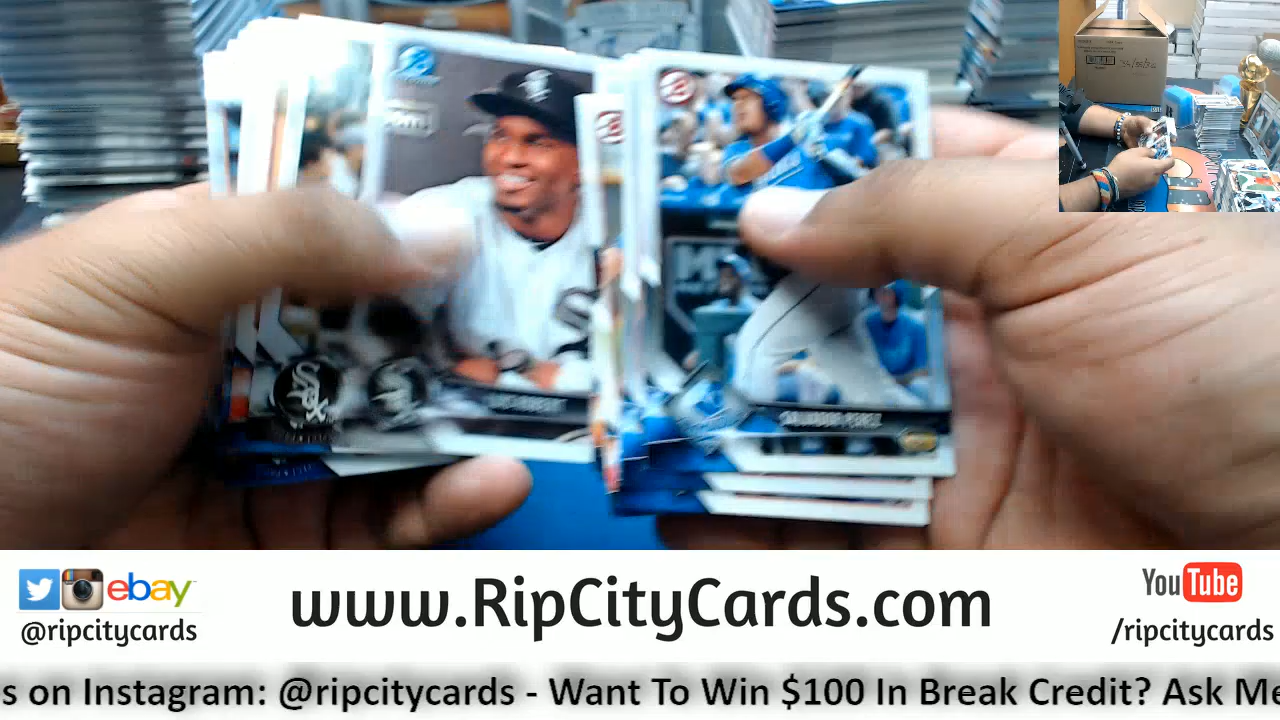 SALVADOR PEREZ
Sox
ebay
www.RipCityCards.com
YouTube
@ripcitycards
/ripcitycards
s on Instagram: @ripcitycards - Want To Win $100 In Break Credit? Ask Me